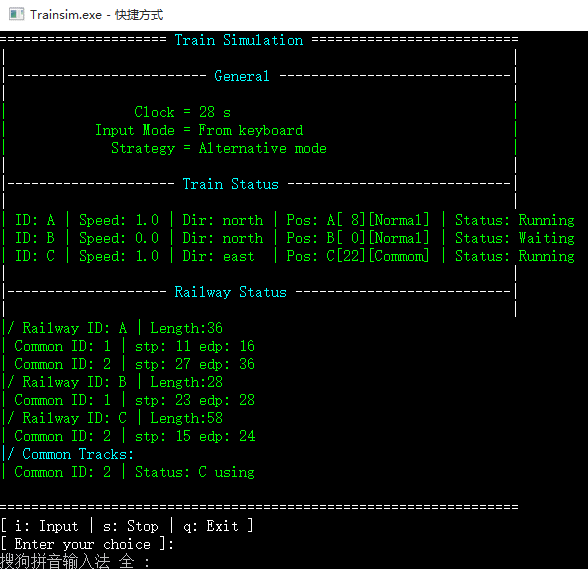 Trainsim.exe - 快捷方式
==================== Train Simulation ==========================
| |
|------------------------- General -----------------------------|
| |
| Clock = 28 s |
| Input Mode = From keyboard |
| Strategy = Alternative mode |
| |
|--------------------- Train Status ----------------------------|
| |
| ID: A | Speed: 1.0 | Dir: north | Pos: A[ 8][Normal] | Status: Running
| ID: B | Speed: 0.0 | Dir: north | Pos: B[ 0][Normal] | Status: Waiting
| ID: C | Speed: 1.0 | Dir: east | Pos: C[22][Commom] | Status: Running
| |
|-------------------- Railway Status ----------------------------|
| |
|/ Railway ID: A | Length:36
| Common ID: 1 | stp: 11 edp: 16
| Common ID: 2 | stp: 27 edp: 36
|/ Railway ID: B | Length:28
| Common ID: 1 | stp: 23 edp: 28
|/ Railway ID: C | Length:58
| Common ID: 2 | stp: 15 edp: 24
|/ Common Tracks:
| Common ID: 2 | Status: C using
=================================================================
[ i: Input | s: Stop | q: Exit ]
[ Enter your choice ]:
搜狗拼音输入法 全 :